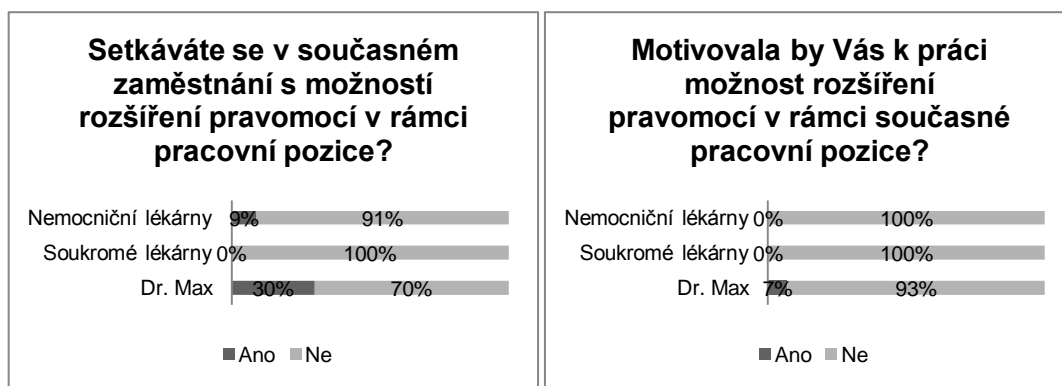 Setkáváte se v současném
zaměstnání s možností
rozšíření pravomocí v rámci
pracovní pozice?
Nemocniční lékárny 9% 91%
Soukromé lékárny 0% 100%
Dr. Max 30% 70%
Ano Ne
Motivovala by Vás k práci
možnost rozšíření
pravomocí v rámci současné
pracovní pozice?
Nemocniční lékárny 0% 100%
Soukromé lékárny 0% 100%
Dr. Max 7% 93%
Ano Ne